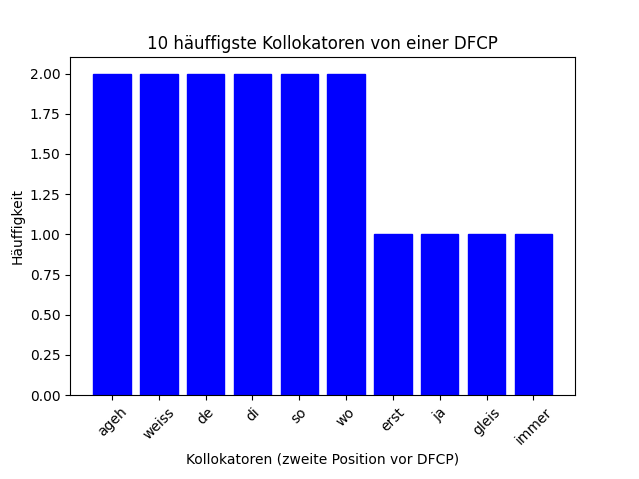 10 häuffigste Kollokatoren von einer DFCP
Häuffigkeit
2.00
1.75
1.50
1.25
1.00
0.75
0.50
0.25
0.00
ageh
weiss
de
di
so
wo
erst
ja
gleis
immer
Kollokatoren (zweite Position vor DFCP)